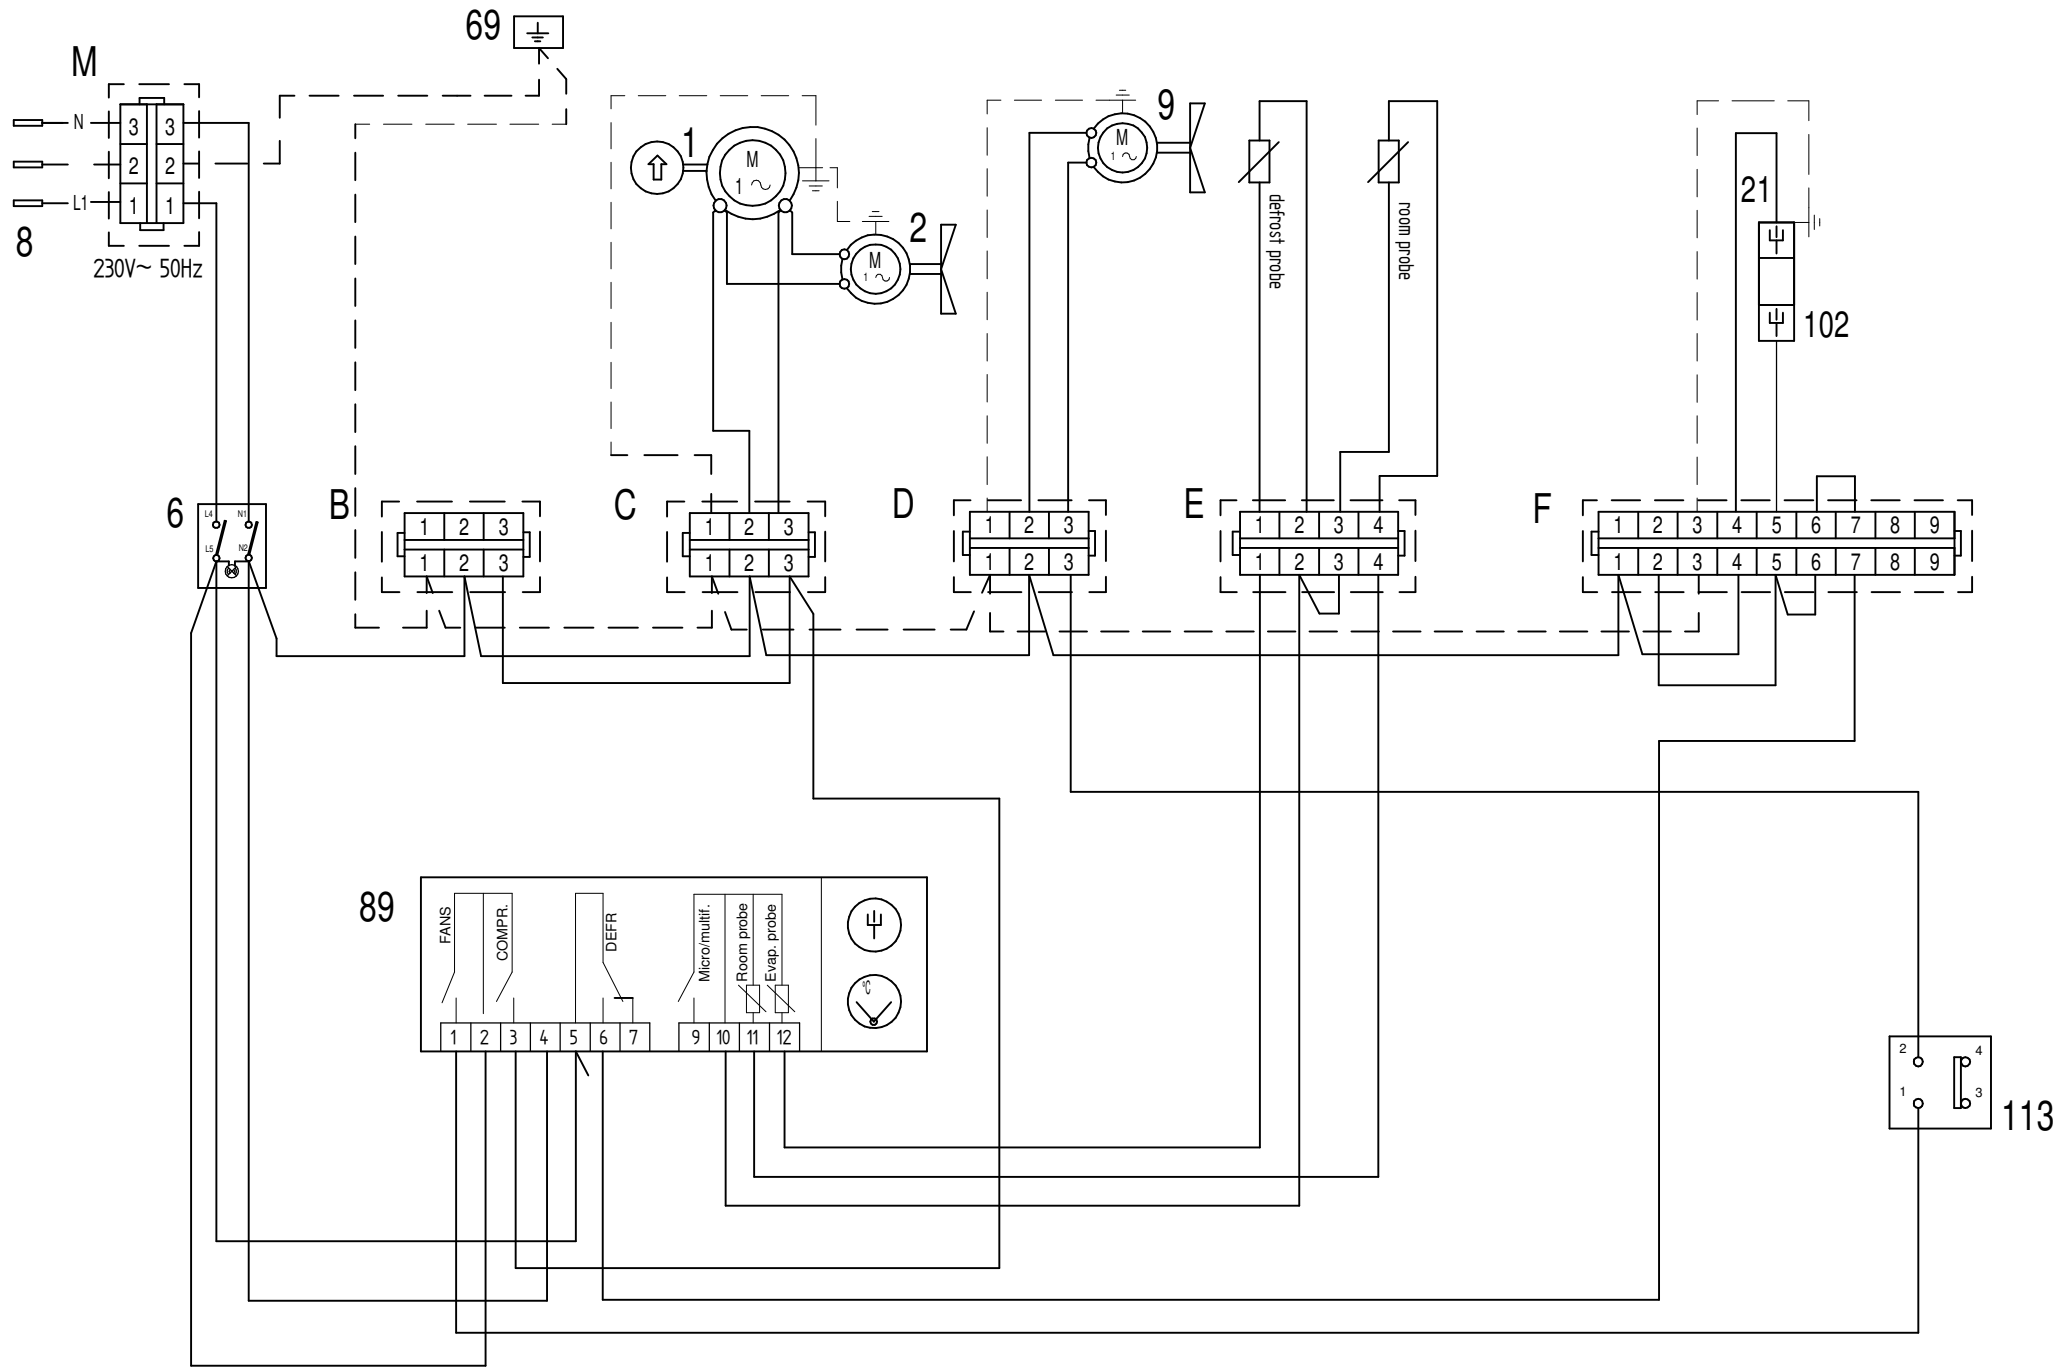 69
M
N 3 3
2 2
L1 1 1
8
230V~ 50Hz
1
M
1 ~
2
M
1 ~
9
M
1 ~
defrost probe
room probe
21
102
6
L4 N1
L5 N2
B
1 2 3
1 2 3
C
1 2 3
1 2 3
D
1 2 3
1 2 3
E
1 2 3 4
1 2 3 4
F
1 2 3 4 5 6 7 8 9
1 2 3 4 5 6 7 8 9
89
FANS
COMPR.
DEFR
Micro/multif.
Room probe
Evap. probe
°C
1 2 3 4 5 6 7 9 10 11 12
2 4
1 3
113